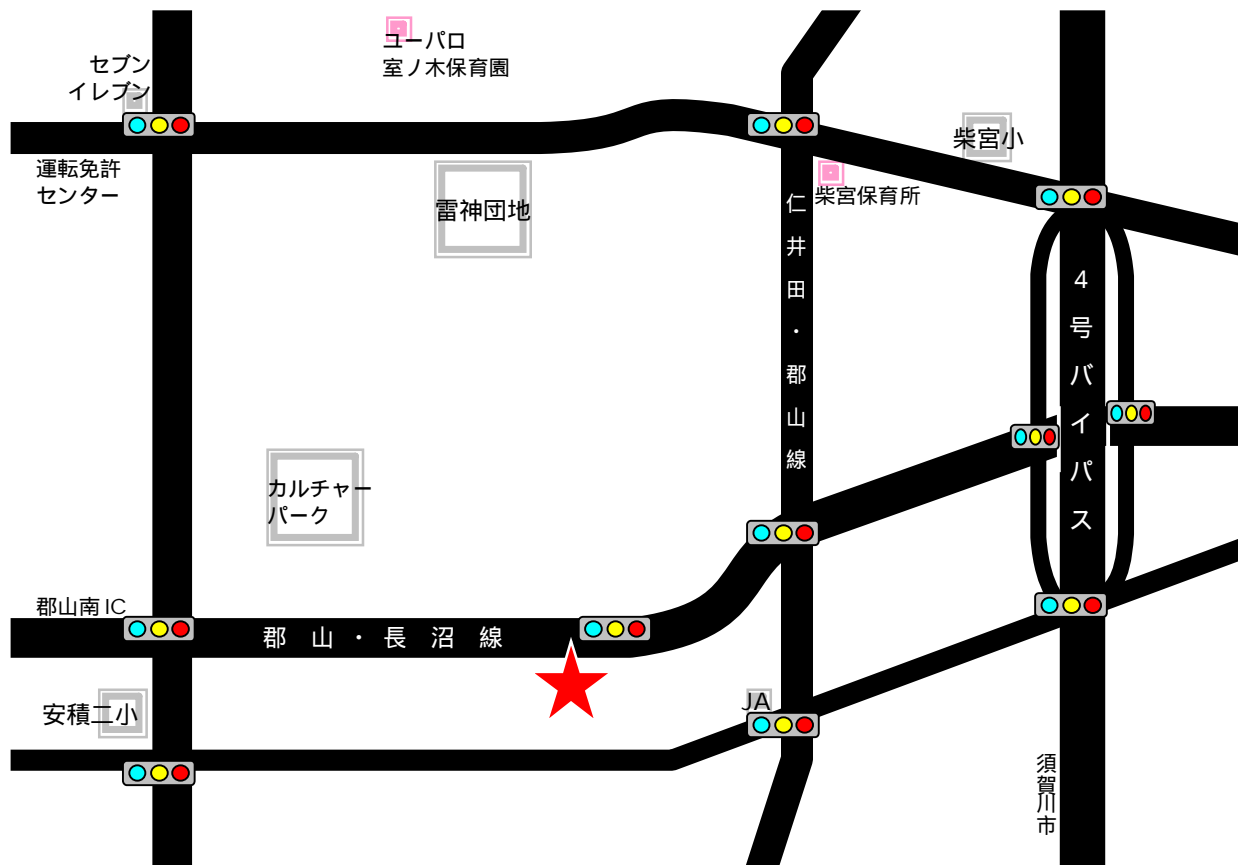 セブン
イレブン
ユーパロ
室ノ木保育園
運転免許
センター
雷神団地
柴宮小
柴宮保育所
仁井田・郡山線
4号バイパス
カルチャー
パーク
郡山南IC
郡山・長沼線
安積二小
JA
須賀川市